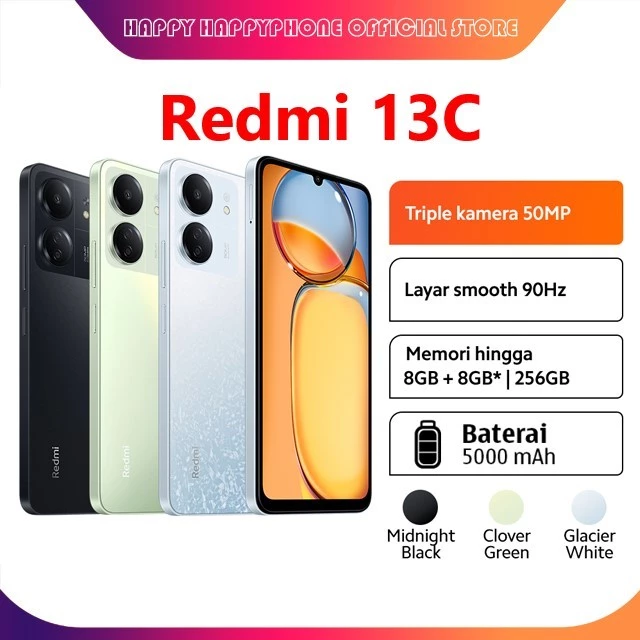 HAPPY HAPPYPHONE OFFICIAL STORE
Redmi 13C
Triple kamera 50MP
Layar smooth 90Hz
Memori hingga
8GB + 8GB* | 256GB
Baterai
5000 mAh
Midnight
Black
Clover
Green
Glacier
White
Redmi
Redmi
Redmi